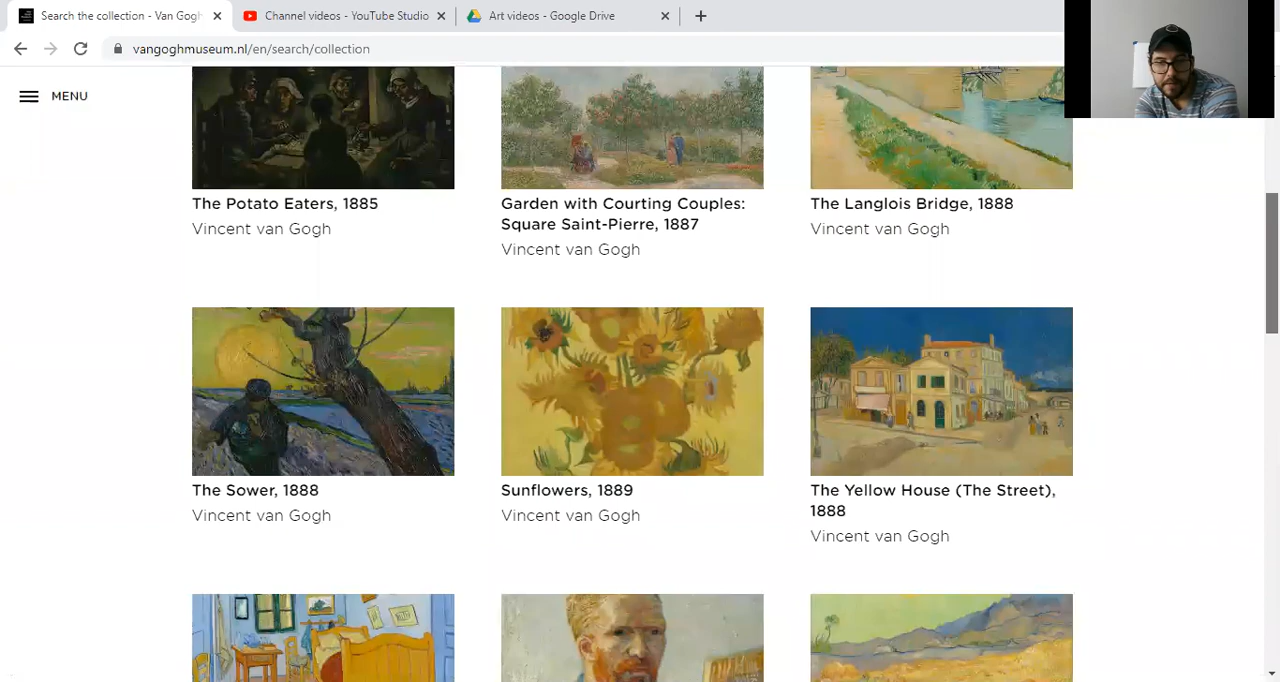 Search the collection - Van Gogh
Channel videos - YouTube Studio
Art videos - Google Drive
vangoghmuseum.nl/en/search/collection
MENU
The Potato Eaters, 1885
Vincent van Gogh
Garden with Courting Couples:
Square Saint-Pierre, 1887
Vincent van Gogh
The Langlois Bridge, 1888
Vincent van Gogh
The Sower, 1888
Vincent van Gogh
Sunflowers, 1889
Vincent van Gogh
The Yellow House (The Street),
1888
Vincent van Gogh